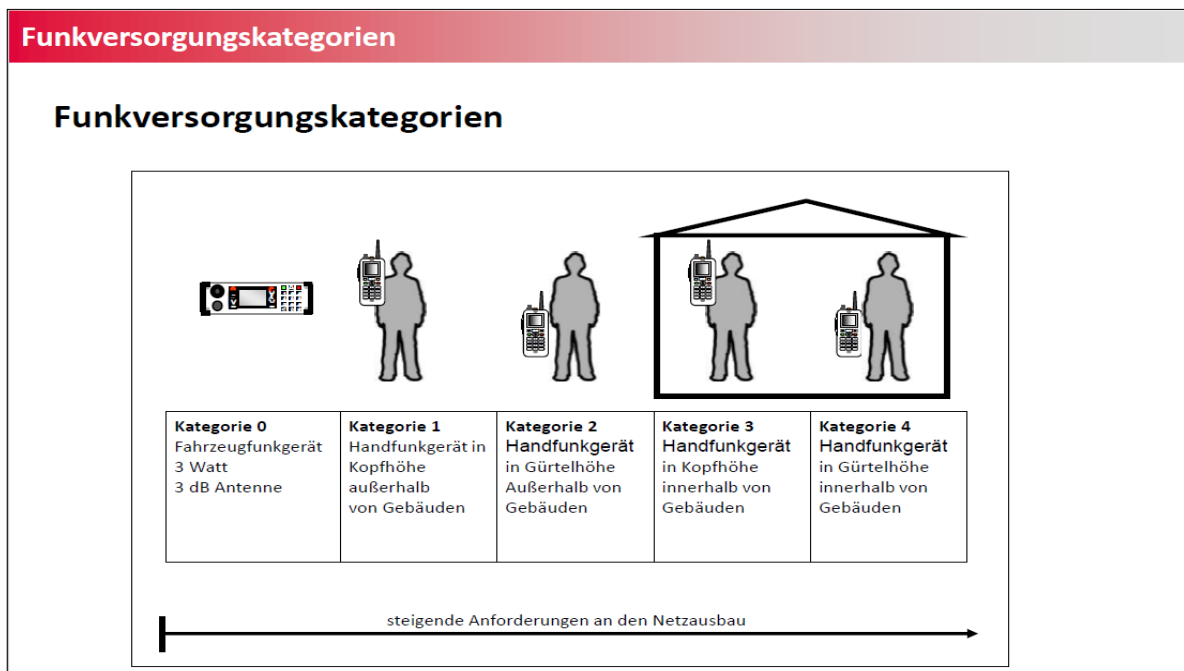 Funkversorgungskategorien
Funkversorgungskategorien
Kategorie 0
Fahrzeugfunkgerät
3 Watt
3 dB Antenne
Kategorie 1
Handfunkgerät in
Kopfhöhe
außerhalb
von Gebäuden
Kategorie 2
Handfunkgerät
in Gürtelhöhe
Außerhalb von
Gebäuden
Kategorie 3
Handfunkgerät
in Kopfhöhe
innerhalb von
Gebäuden
Kategorie 4
Handfunkgerät
in Gürtelhöhe
innerhalb von
Gebäuden
steigende Anforderungen an den Netzausbau